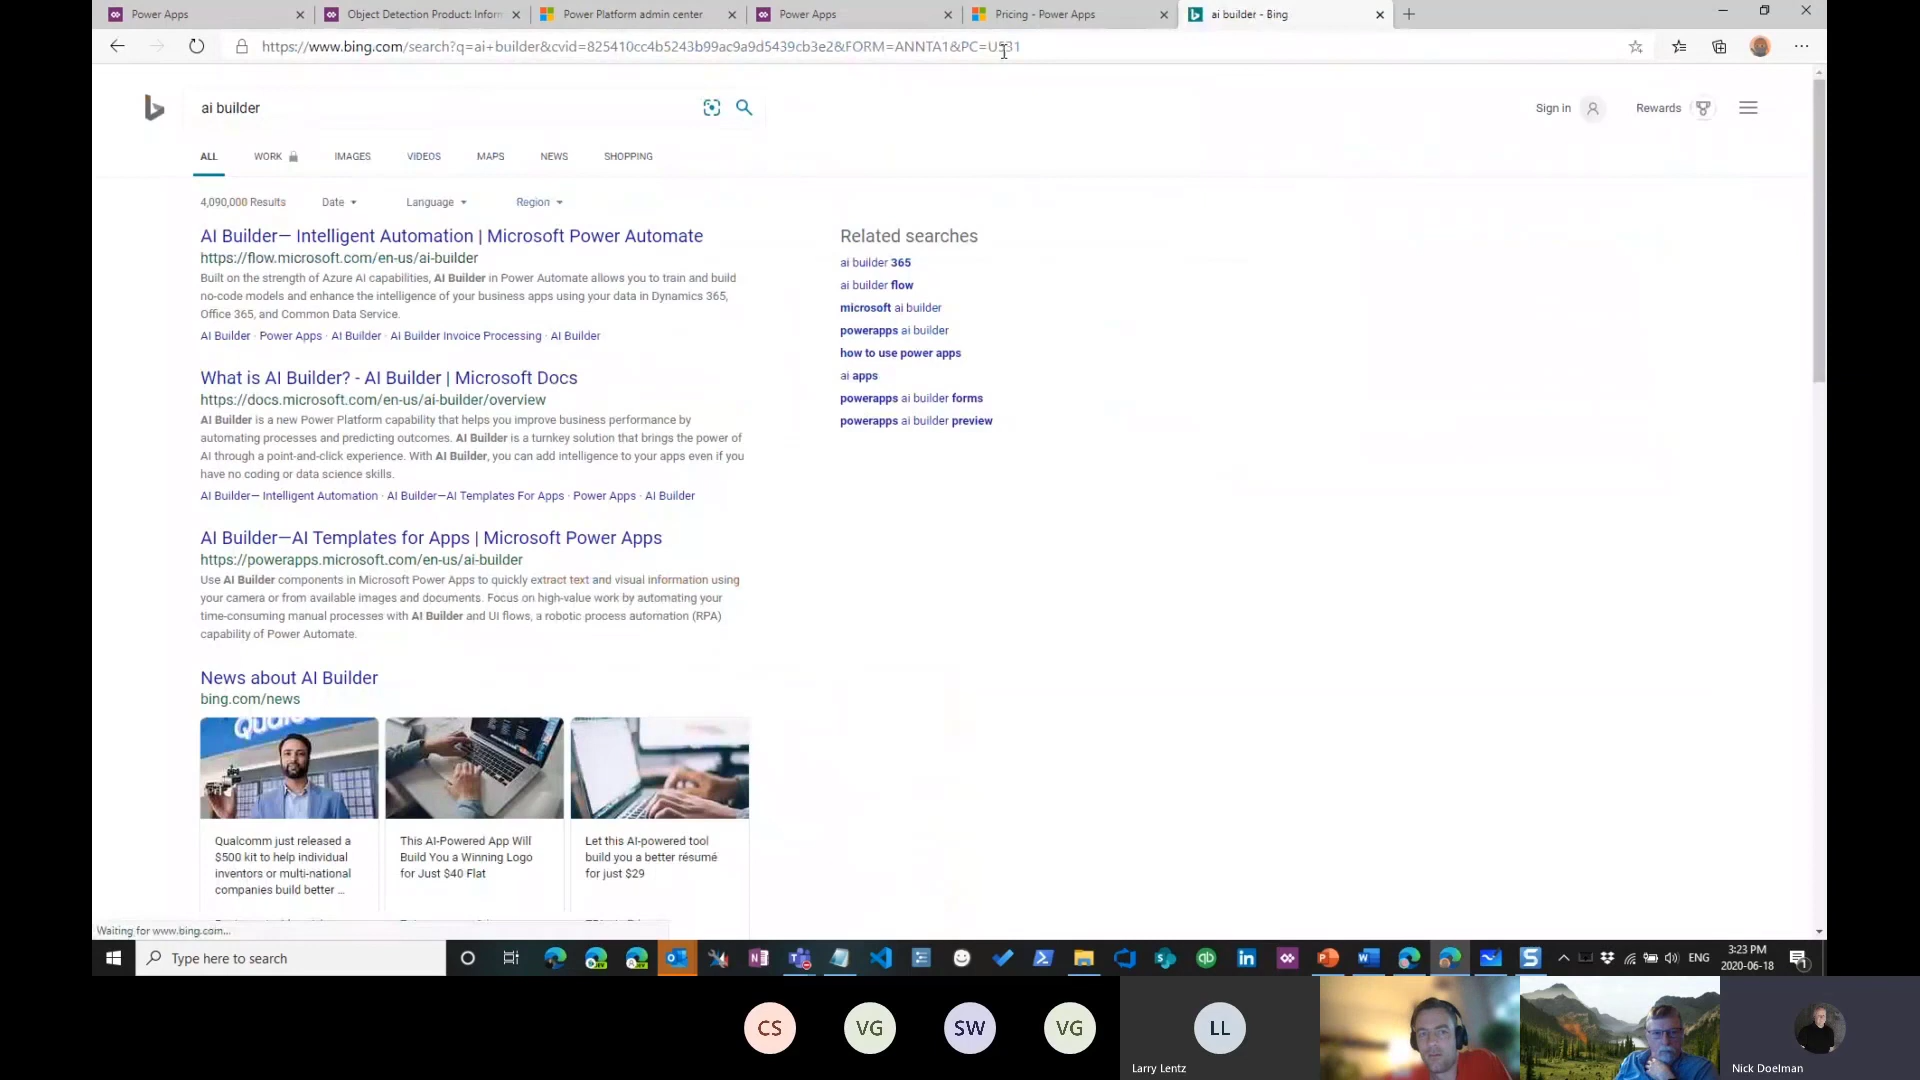 Power Apps
Object Detection Product: Inform
Power Platform admin center
Power Apps
Pricing - Power Apps
ai builder - Bing
https://www.bing.com/search?q=ai+builder&cvid=825410cc4b5243b99ac9a9d5439cb3e2&FORM=ANNTA1&PC=U531
ai builder
Sign in
Rewards
ALL
WORK
IMAGES
VIDEOS
MAPS
NEWS
SHOPPING
4,090,000 Results
Date
Language
Region
AI Builder— Intelligent Automation | Microsoft Power Automate
https://flow.microsoft.com/en-us/ai-builder
Built on the strength of Azure AI capabilities, AI Builder in Power Automate allows you to train and build
no-code models and enhance the intelligence of your business apps using your data in Dynamics 365,
Office 365, and Common Data Service.
AI Builder · Power Apps · AI Builder · AI Builder Invoice Processing · AI Builder
What is AI Builder? - AI Builder | Microsoft Docs
https://docs.microsoft.com/en-us/ai-builder/overview
AI Builder is a new Power Platform capability that helps you improve business performance by
automating processes and predicting outcomes. AI Builder is a turnkey solution that brings the power of
AI through a point-and-click experience. With AI Builder, you can add intelligence to your apps even if you
have no coding or data science skills.
AI Builder— Intelligent Automation · AI Builder—AI Templates For Apps · Power Apps · AI Builder
AI Builder—AI Templates for Apps | Microsoft Power Apps
https://powerapps.microsoft.com/en-us/ai-builder
Use AI Builder components in Microsoft Power Apps to quickly extract text and visual information using
your camera or from available images and documents. Focus on high-value work by automating your
time-consuming manual processes with AI Builder and UI flows, a robotic process automation (RPA)
capability of Power Automate.
News about AI Builder
bing.com/news
Qualcomm just released a
$500 kit to help individual
inventors or multi-national
companies build better ...
This AI-Powered App Will
Build You a Winning Logo
for Just $40 Flat
Let this AI-powered tool
build you a better résumé
for just $29
Related searches
ai builder 365
ai builder flow
microsoft ai builder
powerapps ai builder
how to use power apps
ai apps
powerapps ai builder forms
powerapps ai builder preview
Waiting for www.bing.com...
Type here to search
ENG
3:23 PM
2020-06-18
CS
VG
SW
VG
LL
Larry Lentz
Nick Doelman